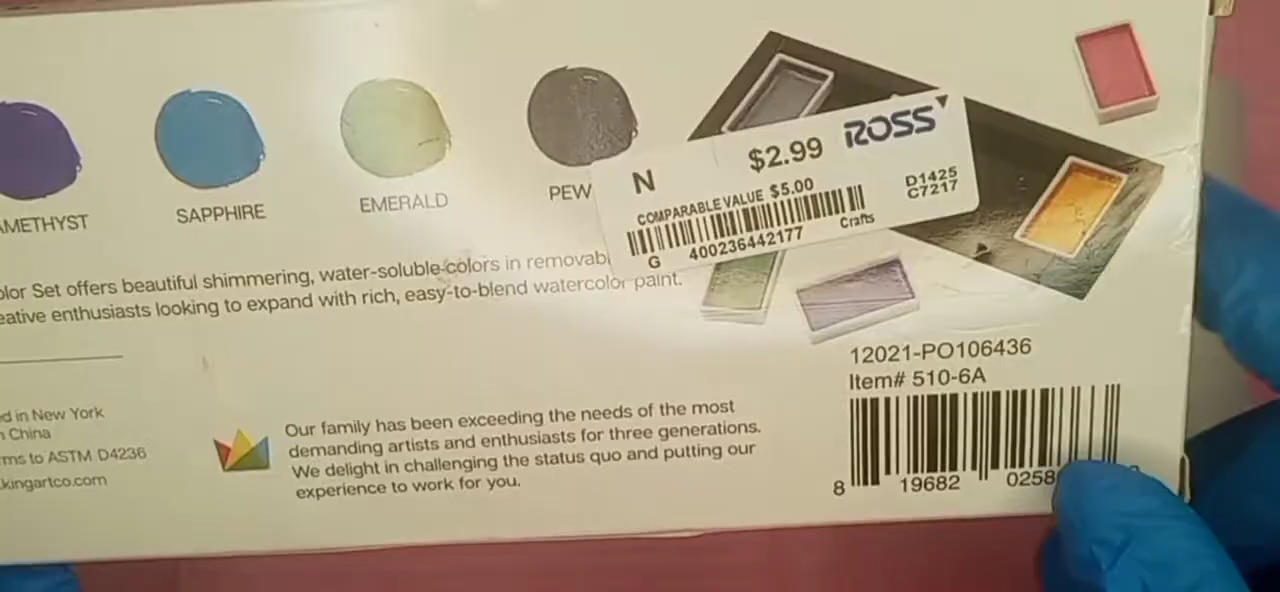 AMETHYST
SAPPHIRE
EMERALD
PEW
N
$2.99
ROSS
COMPARABLE VALUE $5.00
D1425
C7217
Crafts
G 400236442177
olor Set offers beautiful shimmering, water-soluble-colors in removabl
eative enthusiasts looking to expand with rich, easy-to-blend watercolor paint.
12021-PO106436
Item# 510-6A
ed in New York
n China
ms to ASTM D4236
kingartco.com
Our family has been exceeding the needs of the most
demanding artists and enthusiasts for three generations.
We delight in challenging the status quo and putting our
experience to work for you.
8 19682 0258